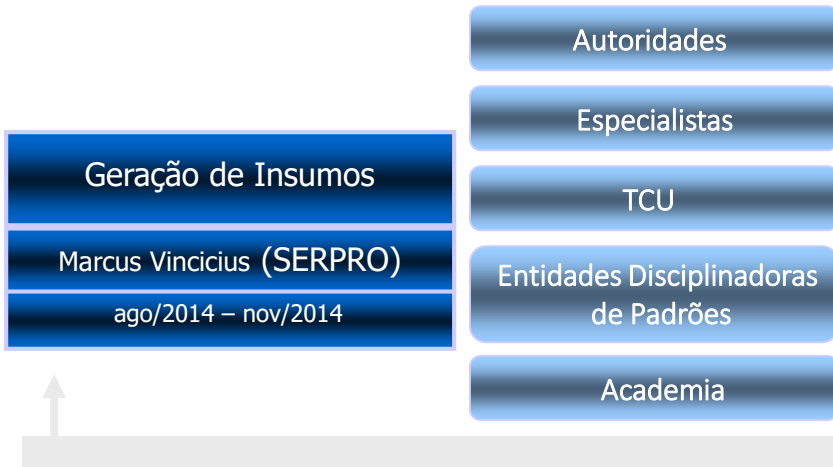 Geração de Insumos
Marcus Vincicius (SERPRO)
ago/2014 – nov/2014
Autoridades
Especialistas
TCU
Entidades Disciplinadoras
de Padrões
Academia